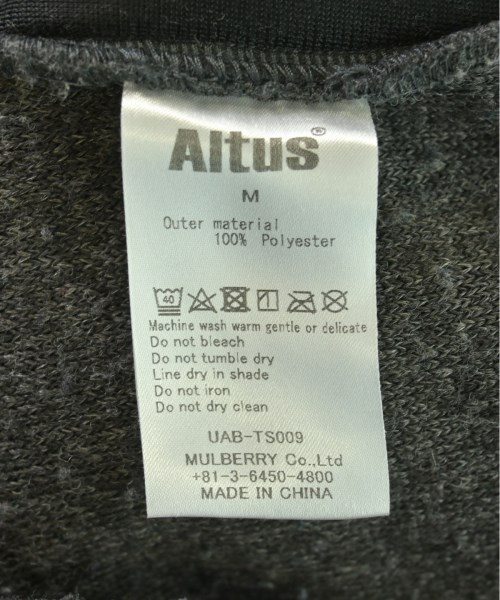 Altus®
M
Outer material
100% Polyester
40
Machine wash warm gentle or delicate
Do not bleach
Do not tumble dry
Line dry in shade
Do not iron
Do not dry clean
UAB-TS009
MULBERRY Co.,Ltd
+81-3-6450-4800
MADE IN CHINA